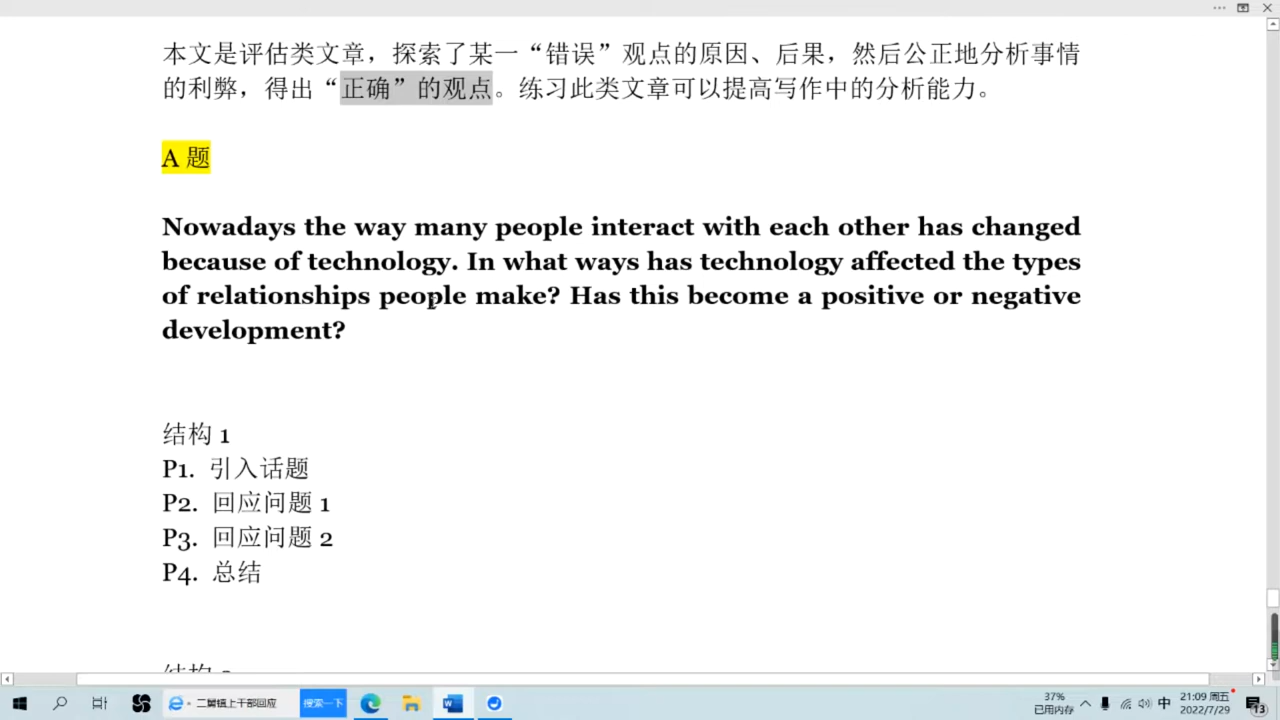 本文是评估类文章，探索了某一“错误”观点的原因、后果，然后公正地分析事情
的利弊，得出“正确”的观点。练习此类文章可以提高写作中的分析能力。
A 题
Nowadays the way many people interact with each other has changed
because of technology. In what ways has technology affected the types
of relationships people make? Has this become a positive or negative
development?
结构 1
P1. 引入话题
P2. 回应问题 1
P3. 回应问题 2
P4. 总结
二舅镇上干部回应
搜索一下
37%
已用内存
中
21:09 周五
2022/7/29
13